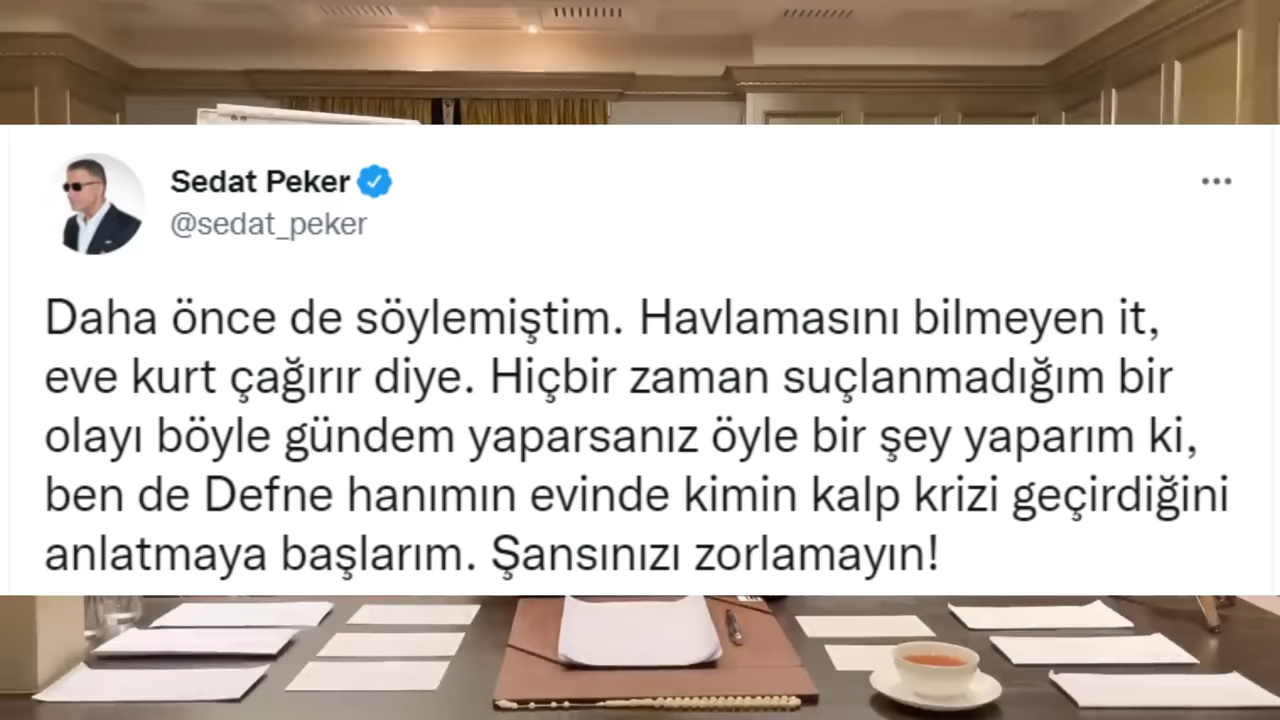 Sedat Peker
@sedat_peker
Daha önce de söylemiştim. Havlamasını bilmeyen it,
eve kurt çağırır diye. Hiçbir zaman suçlanmadığım bir
olayı böyle gündem yaparsanız öyle bir şey yaparım ki,
ben de Defne hanımın evinde kimin kalp krizi geçirdiğini
anlatmaya başlarım. Şansınızı zorlamayın!